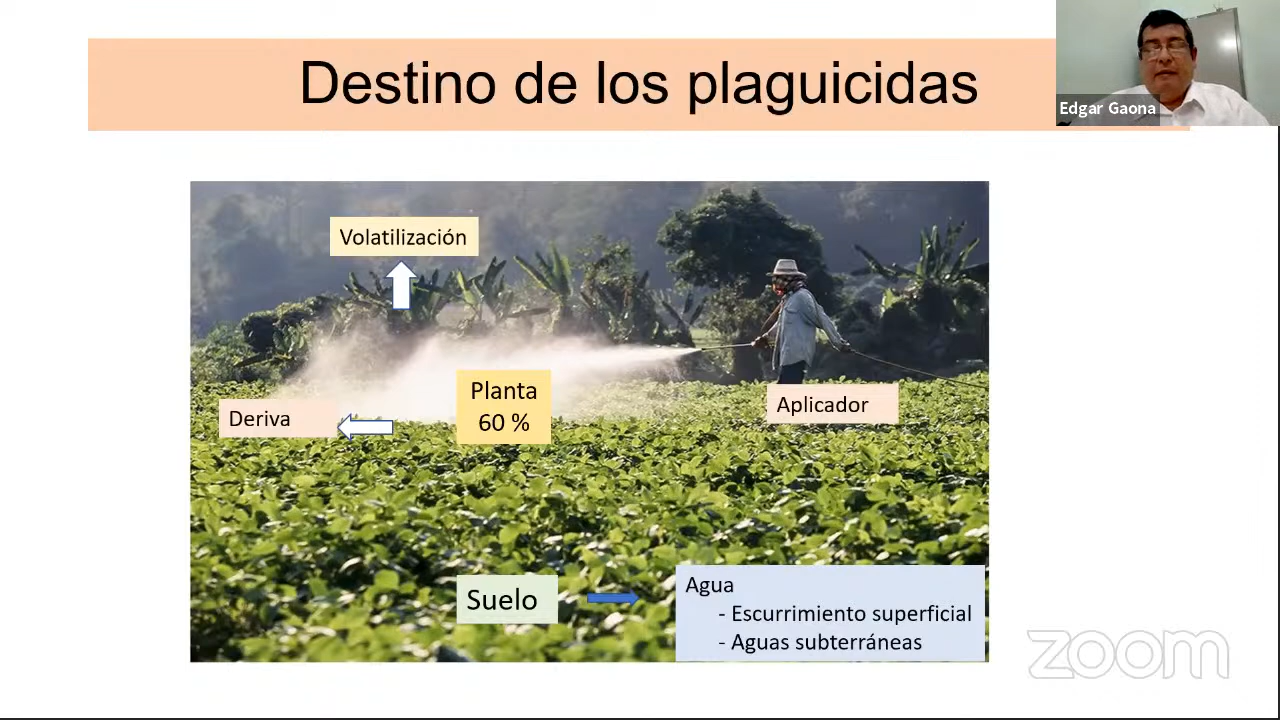 Destino de los plaguicidas
Edgar Gaona
Volatilización
Planta
60 %
Deriva
Aplicador
Suelo
Agua
- Escurrimiento superficial
- Aguas subterráneas
zoom